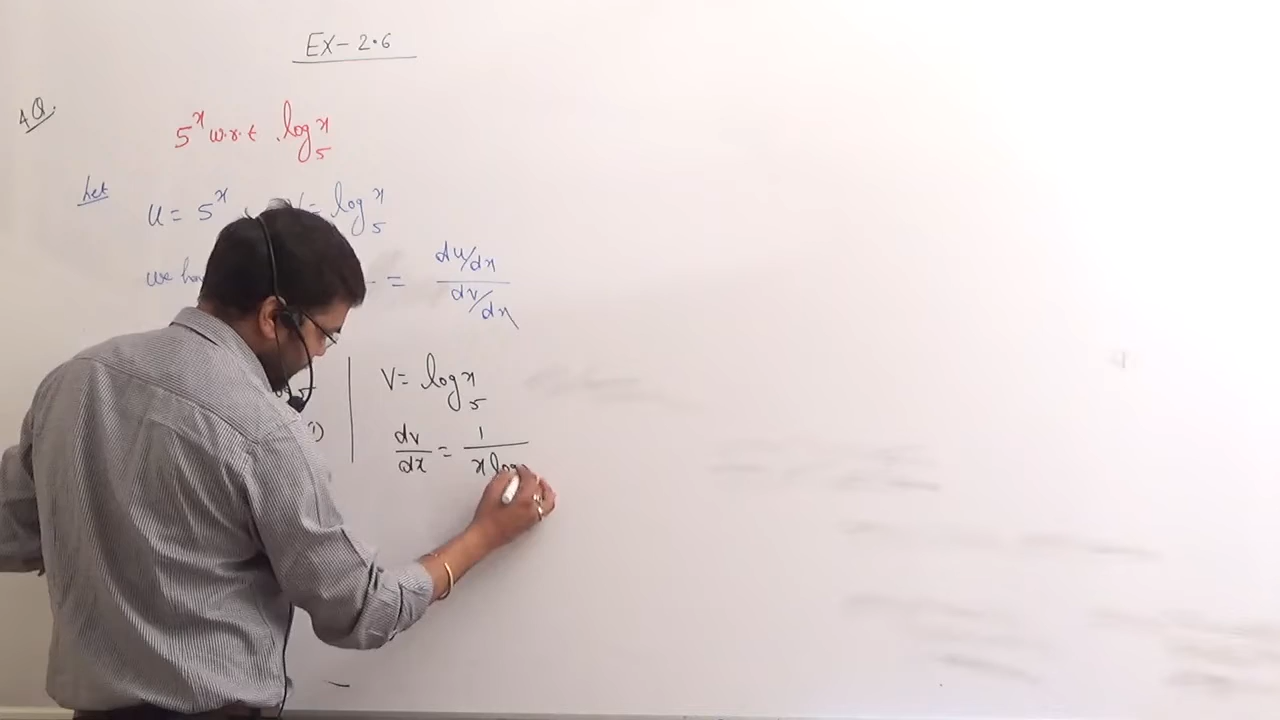 EX - 2.6
4Q.
5^x w.r.t log_5 x
Let
u = 5^x , V = log_5 x
we = (du/dx)/(dv/dx)
V = log_5 x
dv/dx = 1/(x log